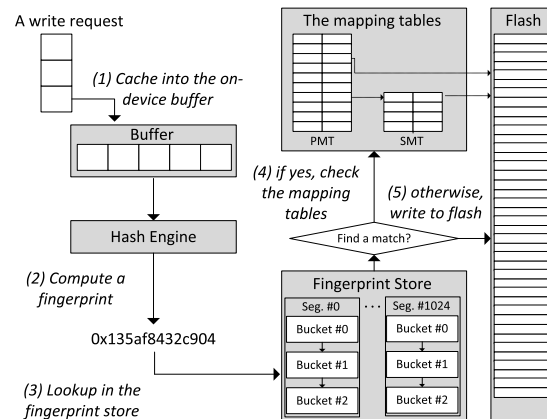 A write request
The mapping tables
Flash
(1) Cache into the on-
device buffer
Buffer
PMT
SMT
(4) if yes, check
the mapping
tables
(5) otherwise,
write to flash
Hash Engine
Find a match?
(2) Compute a
fingerprint
Fingerprint Store
Seg. #0
...
Seg. #1024
Bucket #0
Bucket #0
0x135af8432c904
Bucket #1
Bucket #1
(3) Lookup in the
fingerprint store
Bucket #2
Bucket #2